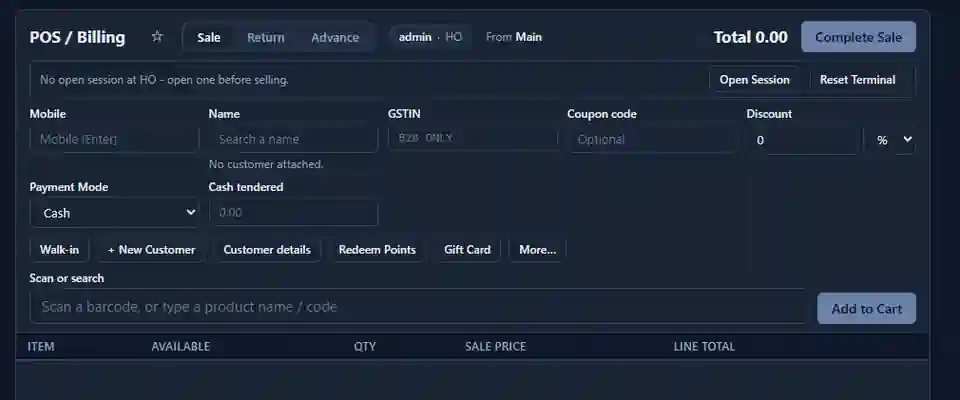 POS / Billing ☆ Sale Return Advance admin · HO From Main Total 0.00 Complete Sale
No open session at HO - open one before selling. Open Session Reset Terminal
Mobile Name GSTIN Coupon code Discount
Mobile (Enter) Search a name B2B ONLY Optional 0 %
No customer attached.
Payment Mode Cash tendered
Cash 0.00
Walk-in + New Customer Customer details Redeem Points Gift Card More...
Scan or search
Scan a barcode, or type a product name / code Add to Cart
ITEM AVAILABLE QTY SALE PRICE LINE TOTAL